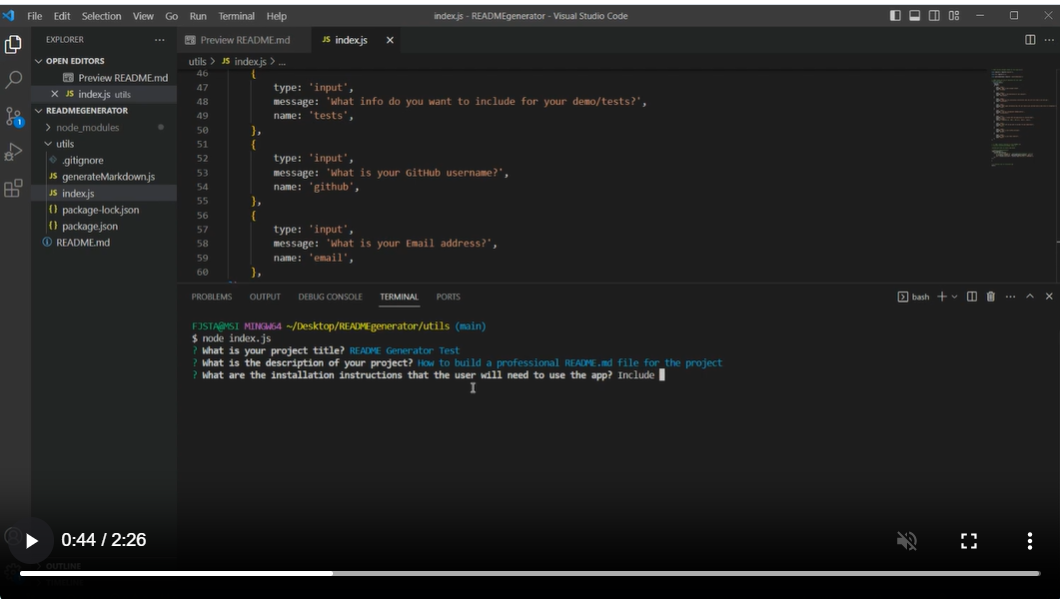 File Edit Selection View Go Run Terminal Help
index.js - READMEgenerator - Visual Studio Code
EXPLORER
OPEN EDITORS
Preview README.md
index.js utils
READMEGENERATOR
node_modules
utils
.gitignore
generateMarkdown.js
index.js
package-lock.json
package.json
README.md
OUTLINE
1
Preview README.md
JS index.js
utils > JS index.js > ...
46 {
47 type: 'input',
48 message: 'What info do you want to include for your demo/tests?',
49 name: 'tests',
50 },
51 {
52 type: 'input',
53 message: 'What is your GitHub username?',
54 name: 'github',
55 },
56 {
57 type: 'input',
58 message: 'What is your Email address?',
59 name: 'email',
60 },
PROBLEMS OUTPUT DEBUG CONSOLE TERMINAL PORTS
bash
FJSTA@MSI MINGW64 ~/Desktop/READMEgenerator/utils (main)
$ node index.js
? What is your project title? README Generator Test
? What is the description of your project? How to build a professional README.md file for the project
? What are the installation instructions that the user will need to use the app? Include
0:44 / 2:26